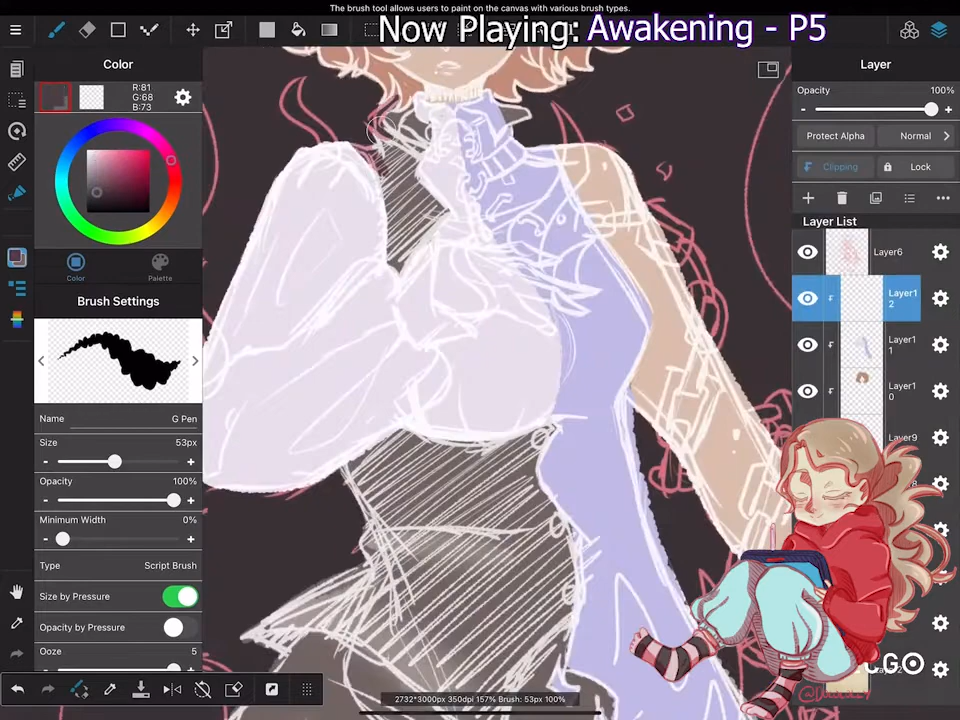 The brush tool allows users to paint on the canvas with various brush types.
Now Playing: Awakening - P5
Color
R:81
G:68
B:73
Color
Palette
Brush Settings
Name
G Pen
Size
53px
-
+
Opacity
100%
-
+
Minimum Width
0%
-
+
Type
Script Brush
Size by Pressure
Opacity by Pressure
Ooze
5
-
+
2732*3000px 350dpi 157% Brush: 53px 100%
Layer
Opacity
100%
-
+
Protect Alpha
Normal
Clipping
Lock
Layer List
Layer6
Layer1
2
Layer1
1
Layer1
0
Layer9